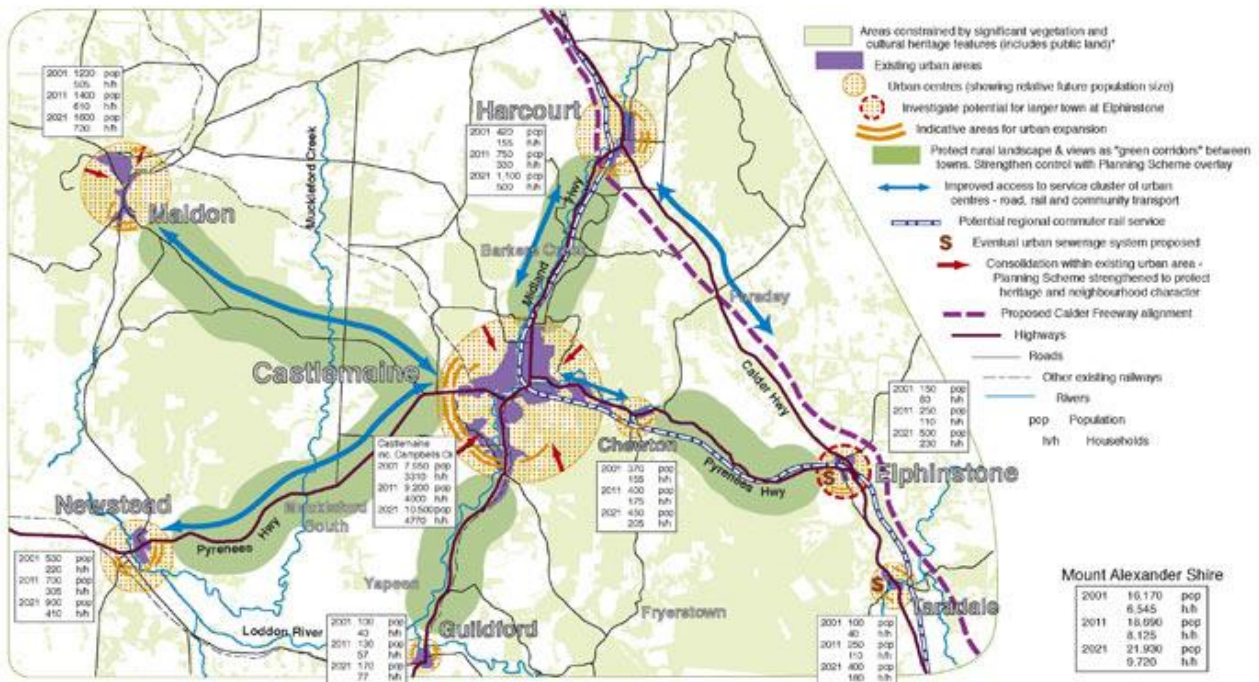 Areas constrained by significant vegetation and
cultural heritage features (includes public land)*
Existing urban areas
Urban centres (showing relative future population size)
Investigate potential for larger town at Elphinstone
Indicative areas for urban expansion
Protect rural landscape & views as "green corridors" between
towns. Strengthen control with Planning Scheme overlay
Improved access to service cluster of urban
centres - road, rail and community transport
Potential regional commuter rail service
S Eventual urban sewerage system proposed
Consolidation within existing urban area -
Planning Scheme strengthened to protect
heritage and neighbourhood character
Proposed Calder Freeway alignment
Highways
Roads
Other existing railways
Rivers
pop Population
h/h Households
2001 1230 pop
505 h/h
2011 1400 pop
610 h/h
2021 1600 pop
730 h/h
Maldon
Muckleford Creek
Harcourt
2001 420 pop
155 h/h
2011 750 pop
330 h/h
2021 1,100 pop
500 h/h
Hwy
Midland
Barkers Creek
Faraday
Calder Hwy
Castlemaine
Castlemaine
inc. Campbells Ck
2001 7,950 pop
3310 h/h
2011 9,200 pop
4000 h/h
2021 10,500 pop
4770 h/h
Chewton
2001 370 pop
155 h/h
2011 400 pop
175 h/h
2021 450 pop
205 h/h
Pyrenees Hwy
2001 150 pop
60 h/h
2011 250 pop
110 h/h
2021 500 pop
230 h/h
S
Elphinstone
Newstead
Muckleford
South
Pyrenees Hwy
2001 530 pop
220 h/h
2011 700 pop
305 h/h
2021 900 pop
410 h/h
Yapeen
Loddon River
Guildford
2001 100 pop
40 h/h
2011 130 pop
57 h/h
2021 170 pop
77 h/h
Fryerstown
S
Taradale
2001 100 pop
40 h/h
2011 250 pop
110 h/h
2021 400 pop
180 h/h
Mount Alexander Shire
2001 16,170 pop
6,545 h/h
2011 18,690 pop
8,125 h/h
2021 21,930 pop
9,720 h/h